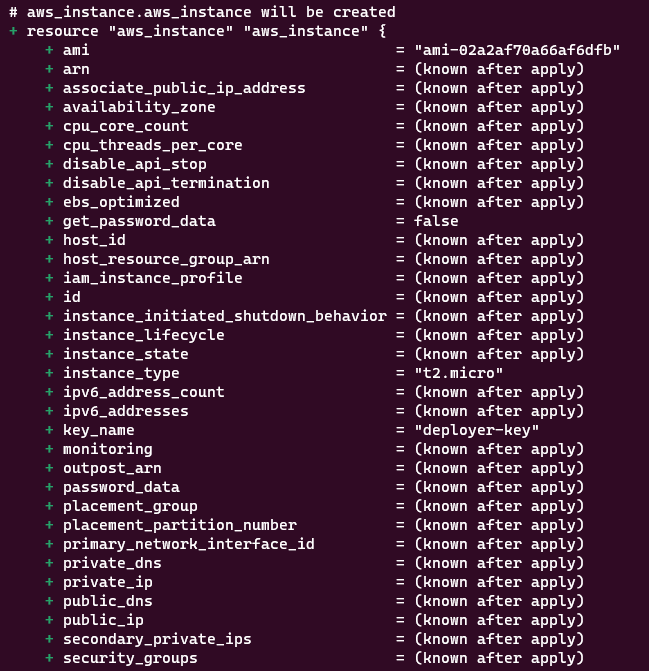 # aws_instance.aws_instance will be created
+ resource "aws_instance" "aws_instance" {
+ ami = "ami-02a2af70a66af6dfb"
+ arn = (known after apply)
+ associate_public_ip_address = (known after apply)
+ availability_zone = (known after apply)
+ cpu_core_count = (known after apply)
+ cpu_threads_per_core = (known after apply)
+ disable_api_stop = (known after apply)
+ disable_api_termination = (known after apply)
+ ebs_optimized = (known after apply)
+ get_password_data = false
+ host_id = (known after apply)
+ host_resource_group_arn = (known after apply)
+ iam_instance_profile = (known after apply)
+ id = (known after apply)
+ instance_initiated_shutdown_behavior = (known after apply)
+ instance_lifecycle = (known after apply)
+ instance_state = (known after apply)
+ instance_type = "t2.micro"
+ ipv6_address_count = (known after apply)
+ ipv6_addresses = (known after apply)
+ key_name = "deployer-key"
+ monitoring = (known after apply)
+ outpost_arn = (known after apply)
+ password_data = (known after apply)
+ placement_group = (known after apply)
+ placement_partition_number = (known after apply)
+ primary_network_interface_id = (known after apply)
+ private_dns = (known after apply)
+ private_ip = (known after apply)
+ public_dns = (known after apply)
+ public_ip = (known after apply)
+ secondary_private_ips = (known after apply)
+ security_groups = (known after apply)